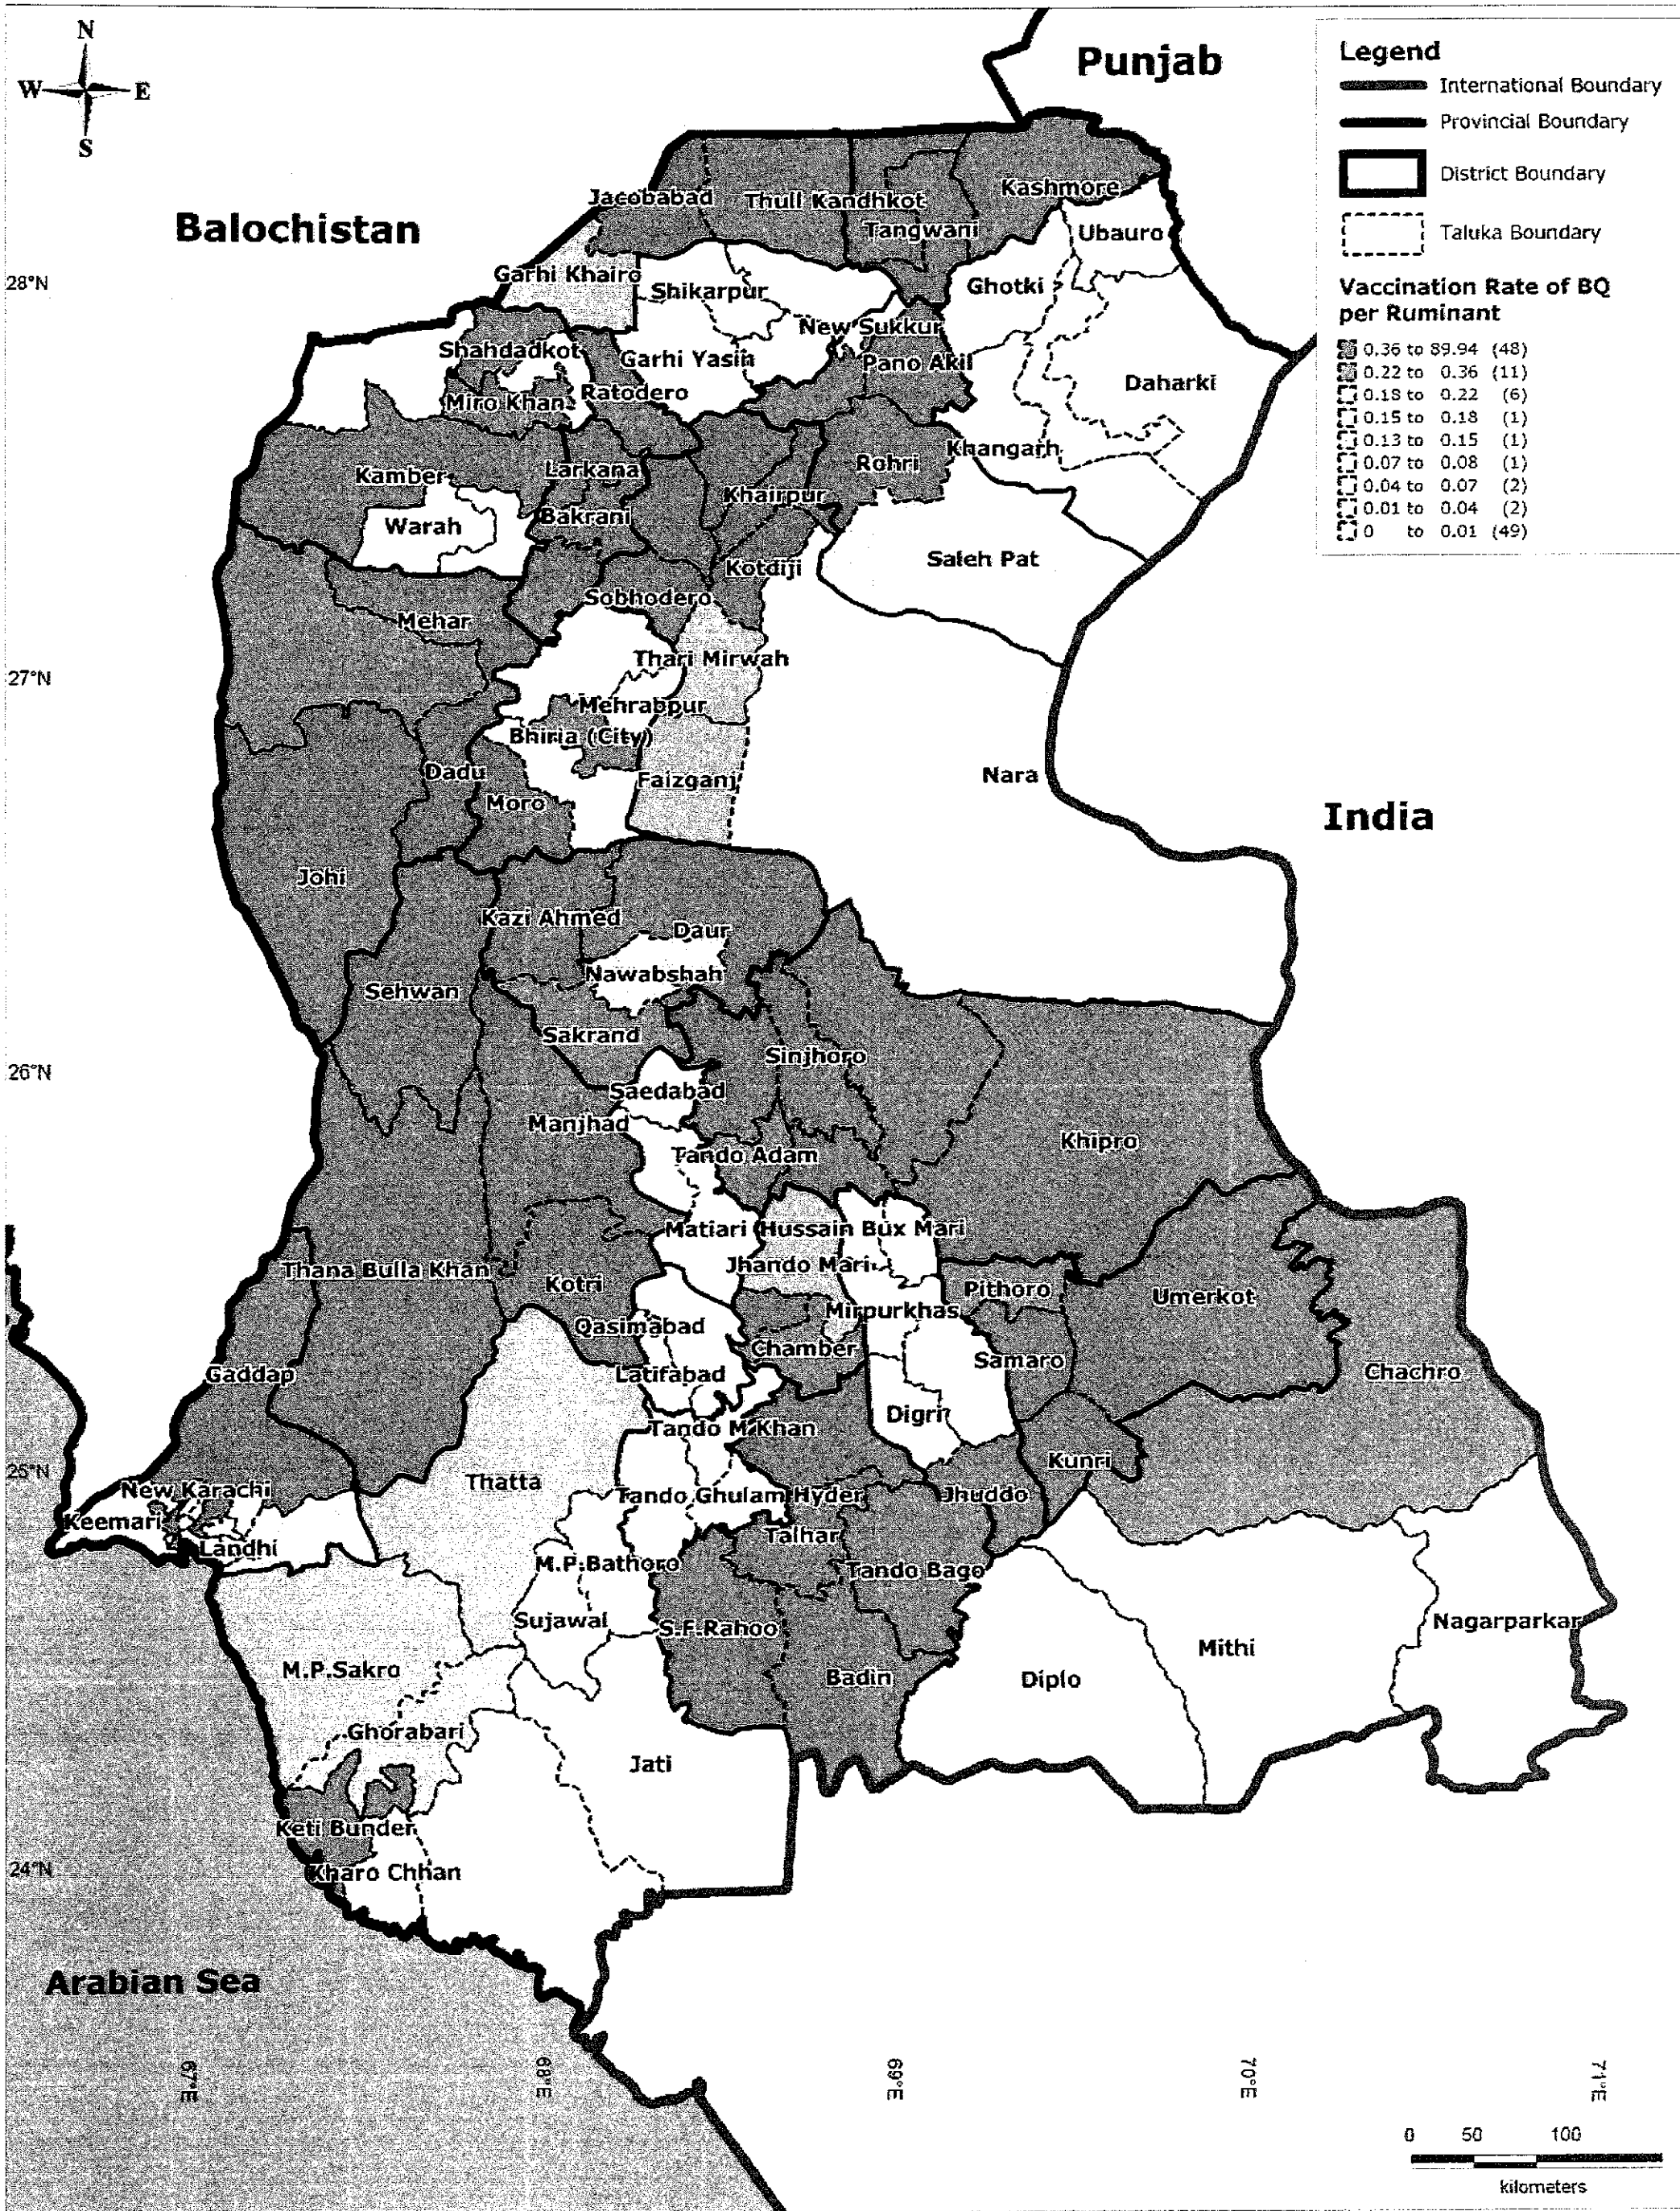 N
W E
S
Punjab
Balochistan
India
Arabian Sea
Legend
International Boundary
Provincial Boundary
District Boundary
Taluka Boundary
Vaccination Rate of BQ
per Ruminant
0.36 to 89.94 (48)
0.22 to 0.36 (11)
0.18 to 0.22 (6)
0.15 to 0.18 (1)
0.13 to 0.15 (1)
0.07 to 0.08 (1)
0.04 to 0.07 (2)
0.01 to 0.04 (2)
0 to 0.01 (49)
28°N
27°N
26°N
25°N
24°N
Jacobabad
Thull Kandhkot
Kashmore
Tangwani
Ubauro
Garhi Khairo
Shikarpur
Ghotki
New Sukkur
Shahdadkot
Garhi Yasin
Pano Akil
Daharki
Miro Khan
Ratodero
Khangarh
Rohri
Kamber
Larkana
Khairpur
Warah
Bakrani
Saleh Pat
Kotdiji
Sobhodero
Mehar
Thari Mirwah
Mehrabpur
Bhiria (City)
Dadu
Faizganj
Nara
Moro
Johi
Kazi Ahmed
Daur
Nawabshah
Sehwan
Sakrand
Sinjhoro
Saedabad
Manjhad
Khipro
Tando Adam
Matiari
Hussain Bux Mari
Jhando Mari
Thana Bulla Khan
Kotri
Pithoro
Umerkot
Mirpurkhas
Qasimabad
Chamber
Samaro
Gaddap
Latifabad
Chachro
Digri
Tando M.Khan
Kunri
Thatta
New Karachi
Tando Ghulam Hyder
Jhuddo
Keemari
Landhi
Talhar
M.P.Bathoro
Tando Bago
Sujawal
S.F.Rahoo
Nagarparkar
Mithi
M.P.Sakro
Badin
Diplo
Ghorabari
Jati
Keti Bunder
Kharo Chhan
67°E
68°E
69°E
70°E
71°E
0 50 100
kilometers